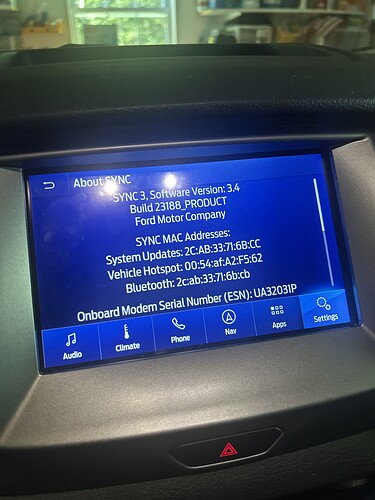 About SYNC
SYNC 3, Software Version: 3.4
Build 23188_PRODUCT
Ford Motor Company
SYNC MAC Addresses:
System Updates: 2C:AB:33:71:6B:CC
Vehicle Hotspot: 00:54:af:A2:F5:62
Bluetooth: 2c:ab:33:71:6b:cb
Onboard Modem Serial Number (ESN): UA32031P
Audio
Climate
Phone
Nav
Apps
Settings